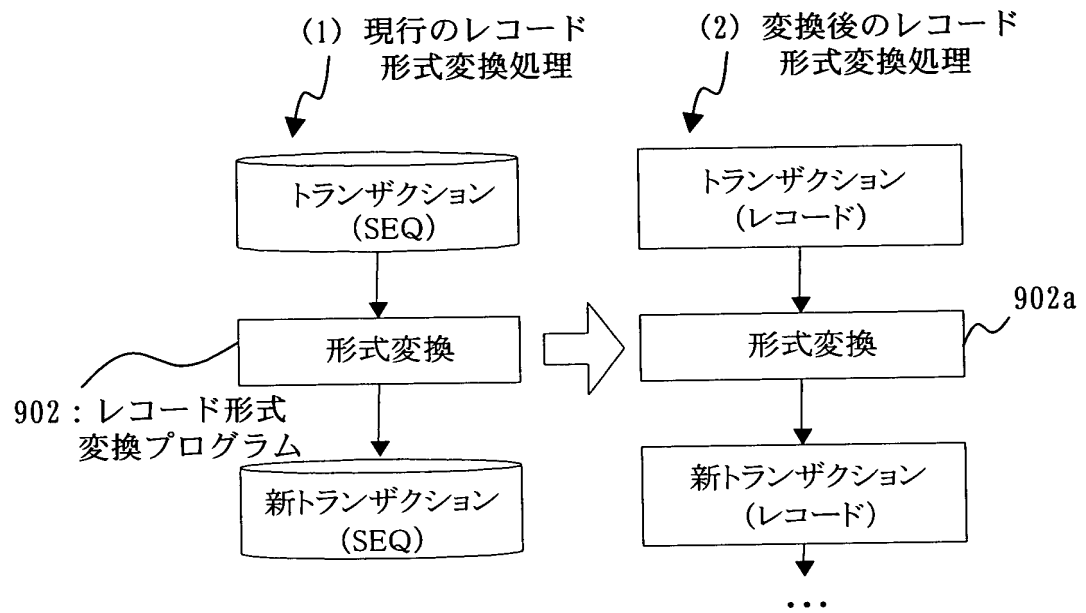 (1) 現行のレコード
形式変換処理
トランザクション
(SEQ)
形式変換
902：レコード形式
変換プログラム
新トランザクション
(SEQ)
(2) 変換後のレコード
形式変換処理
トランザクション
(レコード)
902a
形式変換
新トランザクション
(レコード)
...